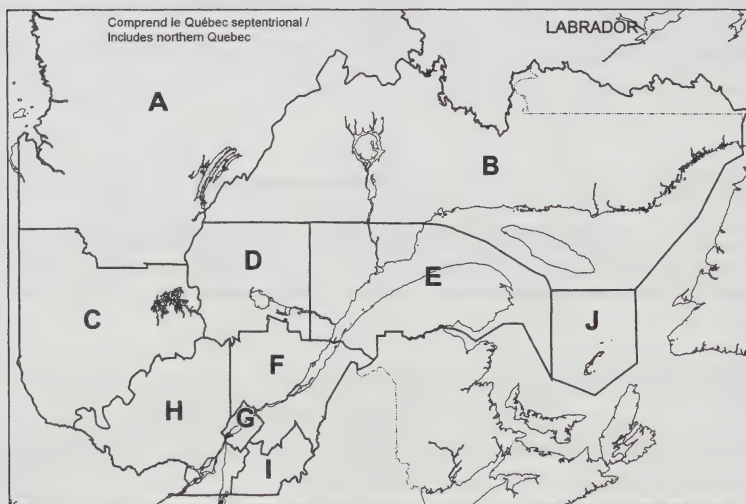 Comprend le Québec septentrional /
Includes northern Quebec
LABRADOR
A
B
D
E
C
J
F
H
G
I